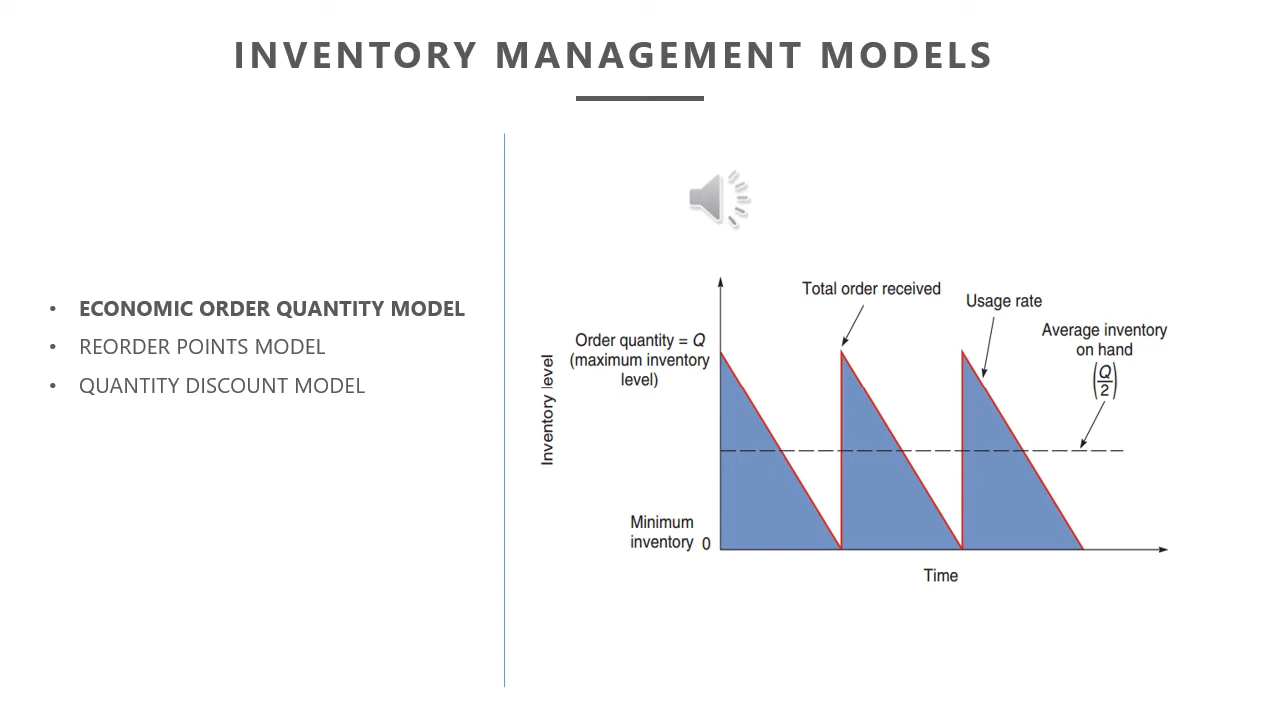 INVENTORY MANAGEMENT MODELS
• ECONOMIC ORDER QUANTITY MODEL
• REORDER POINTS MODEL
• QUANTITY DISCOUNT MODEL
Total order received
Usage rate
Average inventory
on hand
(Q/2)
Order quantity = Q
(maximum inventory
level)
Inventory level
Minimum
inventory 0
Time